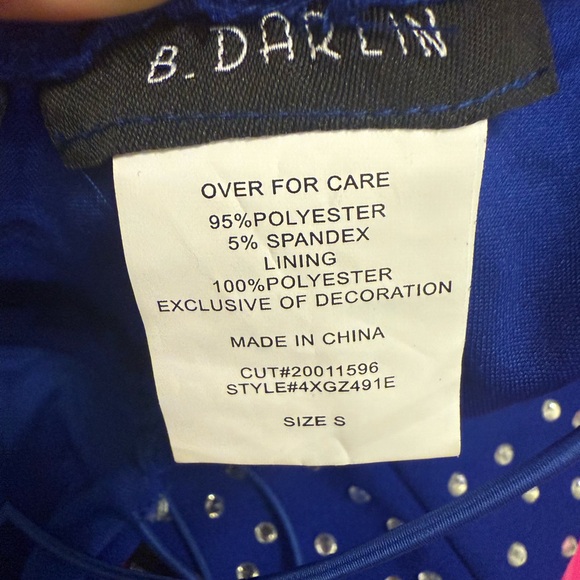 B. DARLIN
OVER FOR CARE
95%POLYESTER
5% SPANDEX
LINING
100%POLYESTER
EXCLUSIVE OF DECORATION
MADE IN CHINA
CUT#20011596
STYLE#4XGZ491E
SIZE S